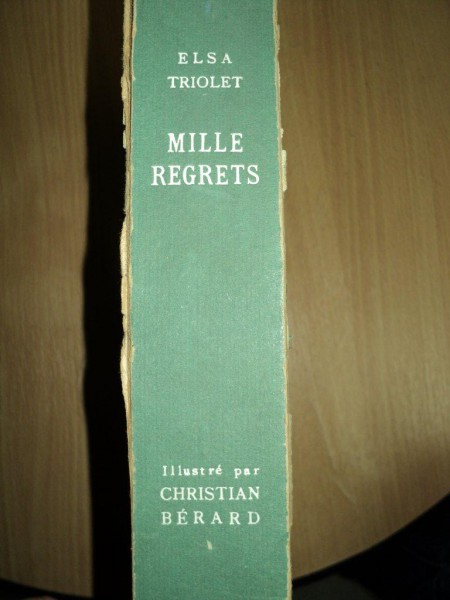 ELSA
TRIOLET
MILLE
REGRETS
Illustré par
CHRISTIAN
BÉRARD